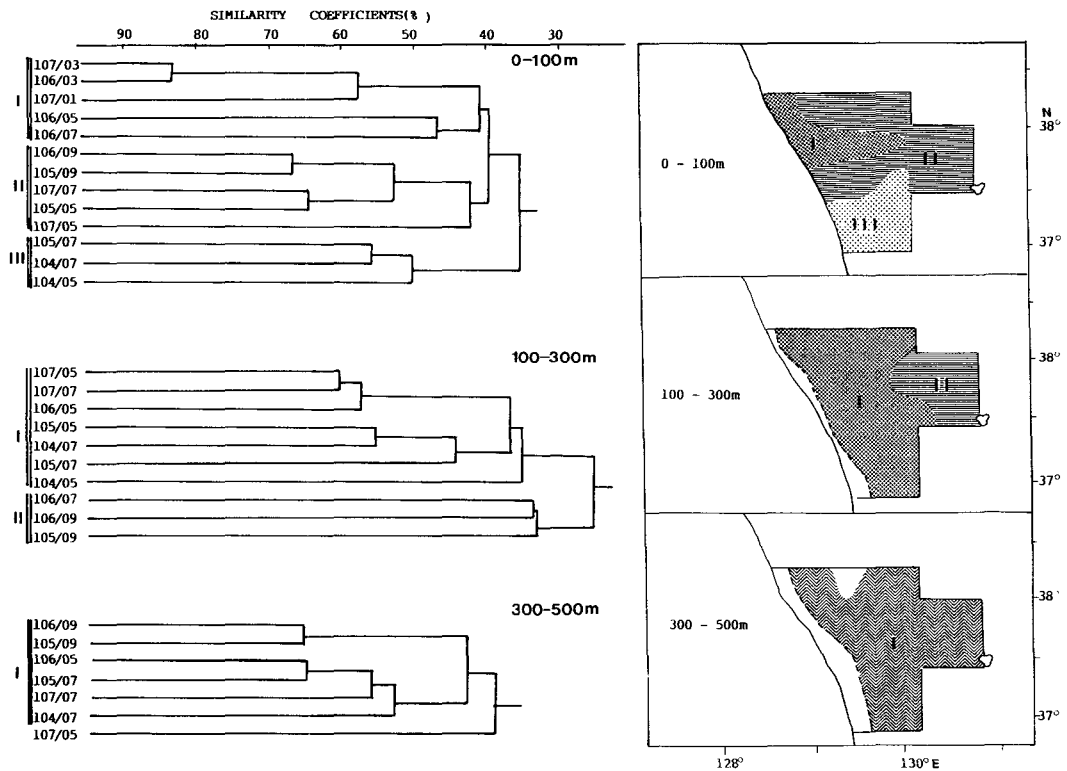 SIMILARITY COEFFICIENTS(%)
90 80 70 60 50 40 30
0-100m
I
107/03
106/03
107/01
106/05
106/07
II
106/09
105/09
107/07
105/05
107/05
III
105/07
104/07
104/05
100-300m
I
107/05
107/07
106/05
105/05
104/07
105/07
104/05
II
106/07
106/09
105/09
300-500m
I
106/09
105/09
106/05
105/07
107/07
104/07
107/05
0 - 100m
I
II
III
N
38°
37°
100 - 300m
I
II
38°
37°
300 - 500m
I
38°
37°
128° 130°E